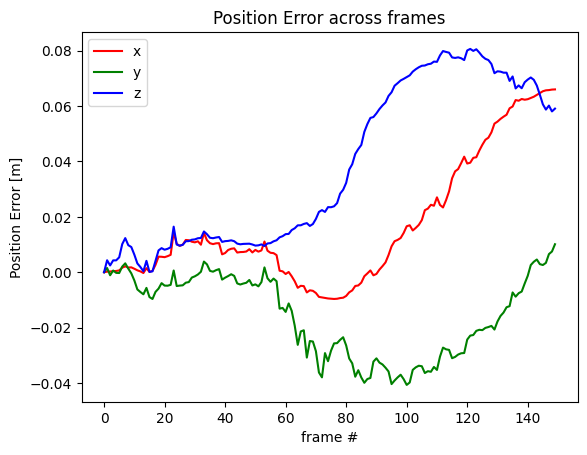 Position Error across frames
x
y
z
Position Error [m]
0.08
0.06
0.04
0.02
0.00
−0.02
−0.04
0 20 40 60 80 100 120 140
frame #